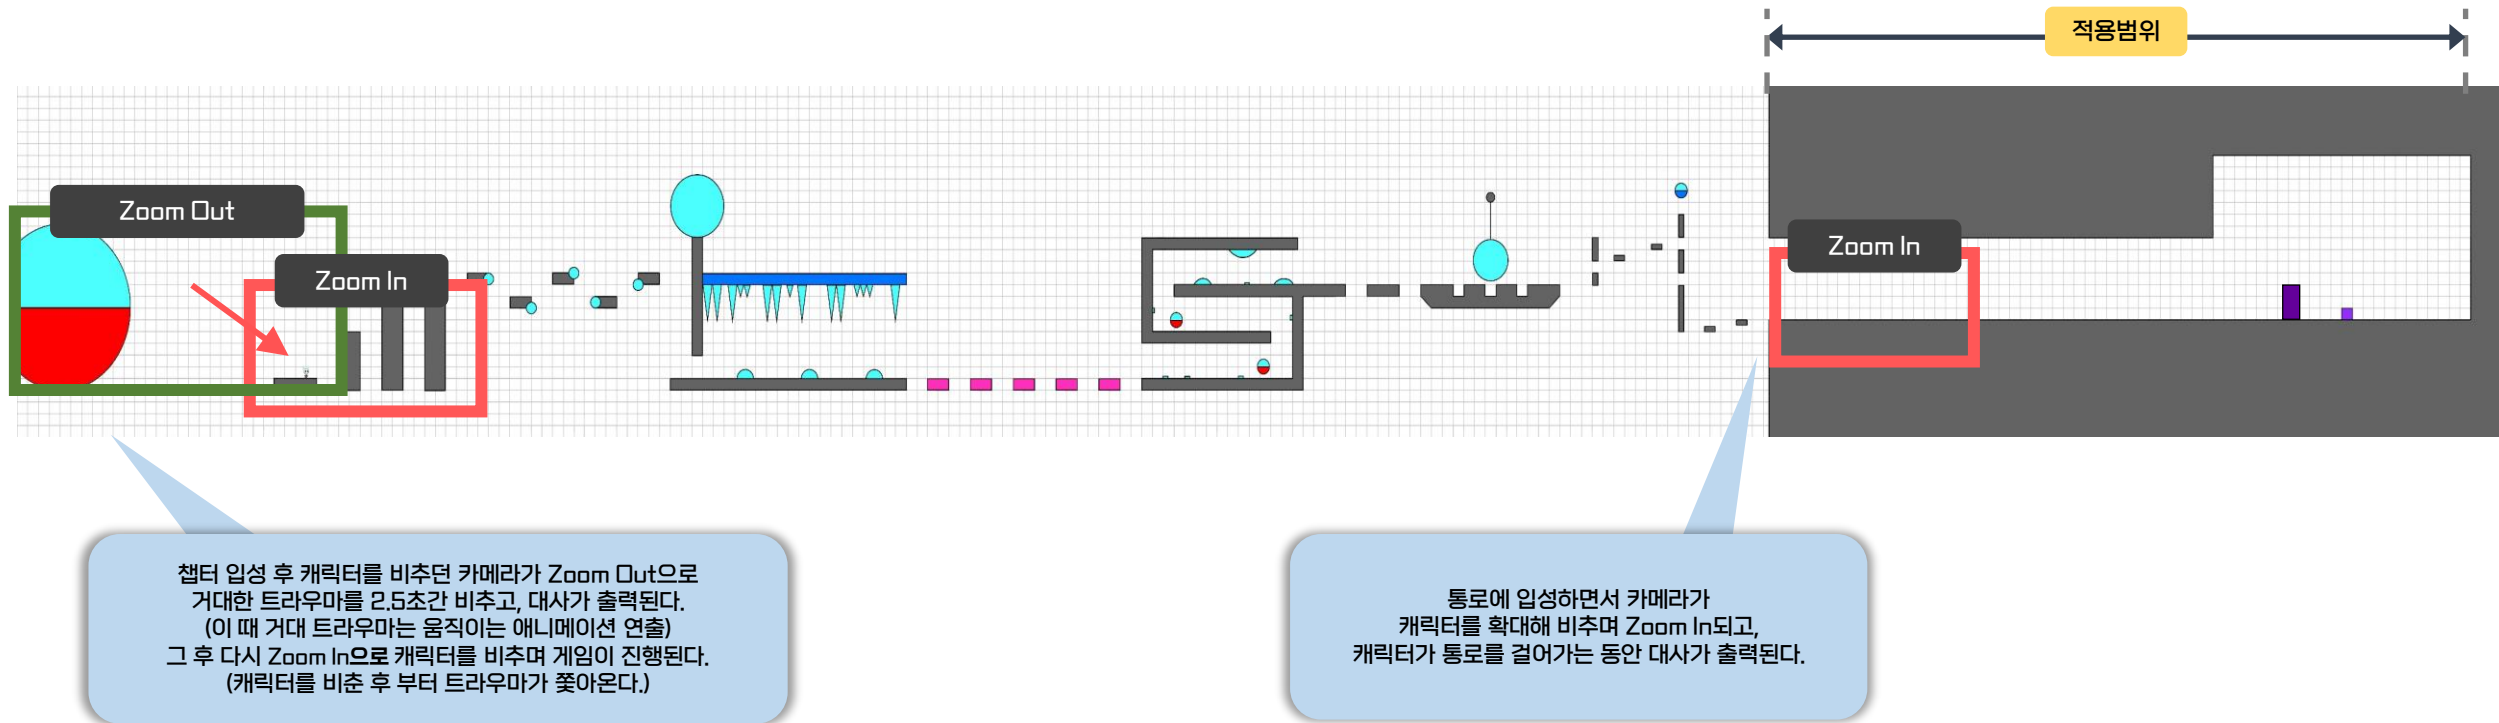 적용범위
Zoom Out
Zoom In
Zoom In
챕터 입성 후 캐릭터를 비추던 카메라가 Zoom Out으로
거대한 트라우마를 2.5초간 비추고, 대사가 출력된다.
(이 때 거대 트라우마는 움직이는 애니메이션 연출)
그 후 다시 Zoom In으로 캐릭터를 비추며 게임이 진행된다.
(캐릭터를 비춘 후 부터 트라우마가 쫓아온다.)
통로에 입성하면서 카메라가
캐릭터를 확대해 비추며 Zoom In되고,
캐릭터가 통로를 걸어가는 동안 대사가 출력된다.